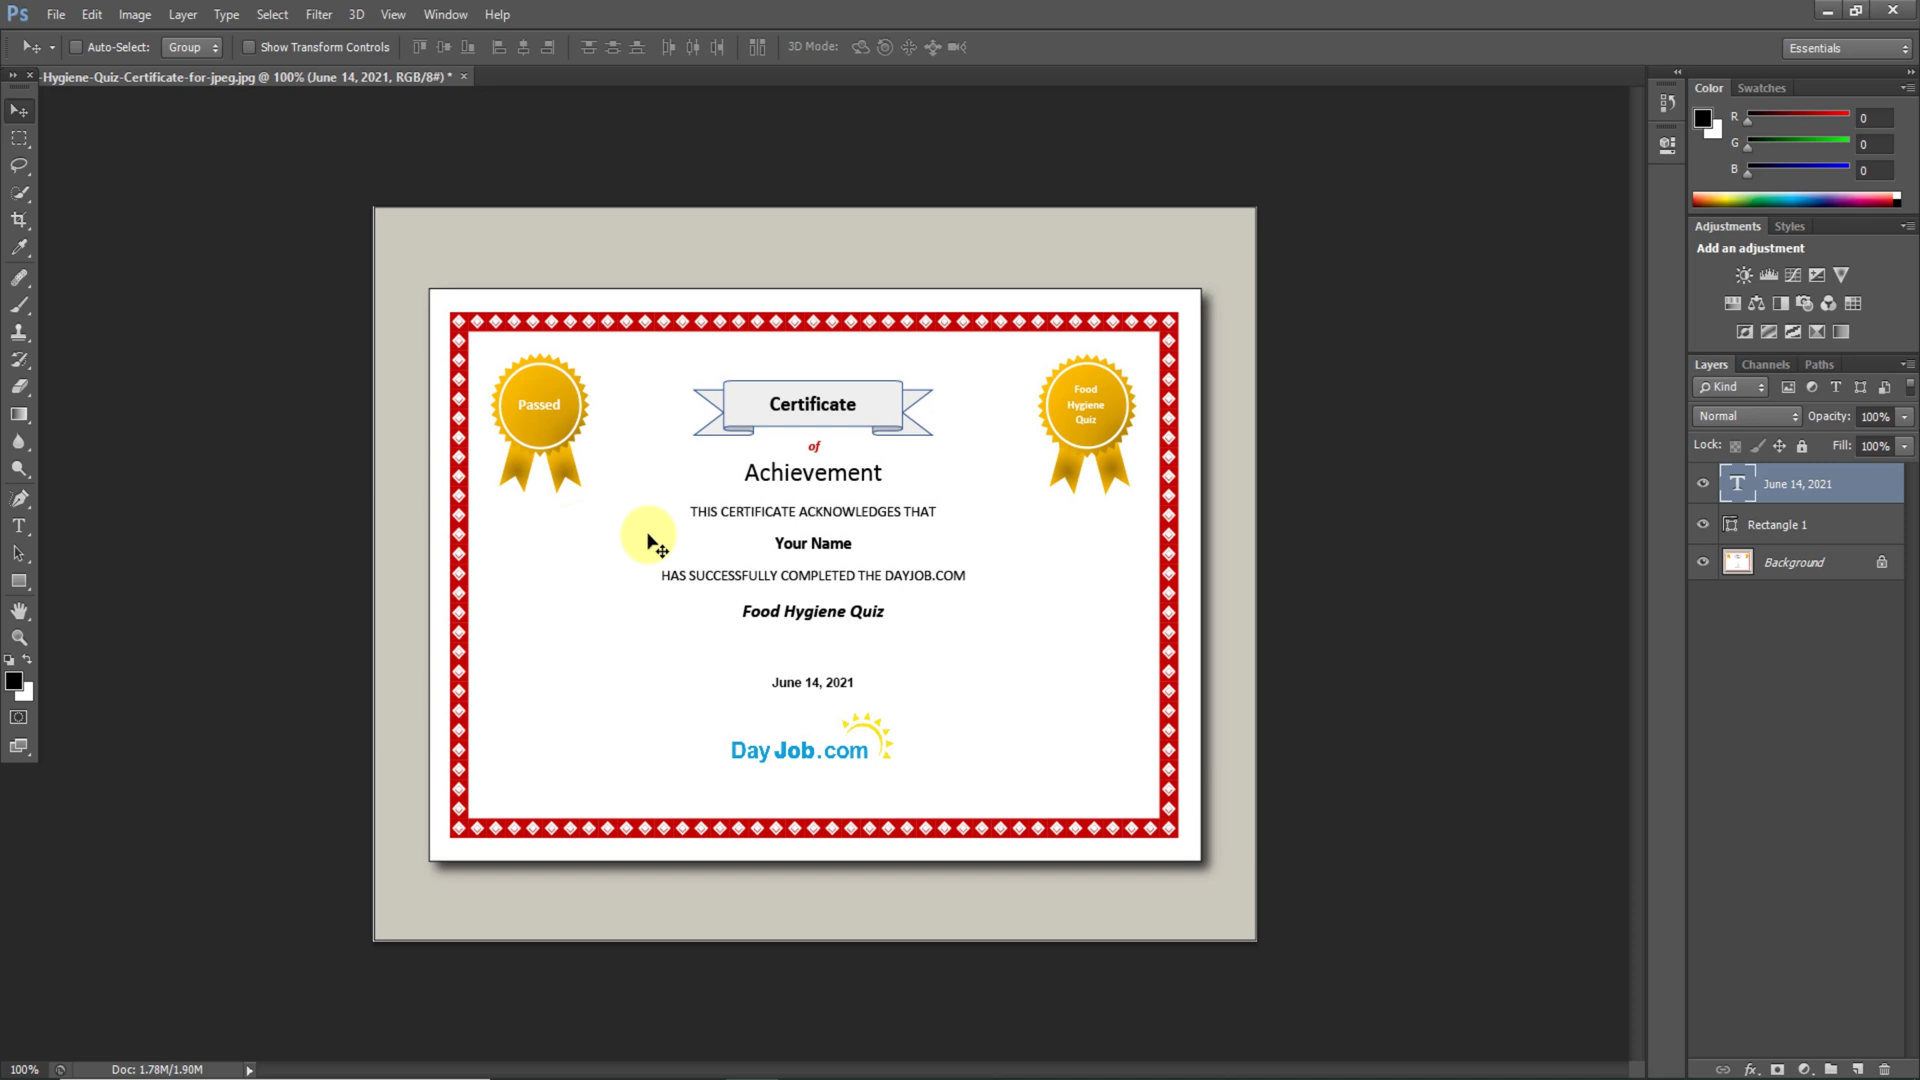 Ps File Edit Image Layer Type Select Filter 3D View Window Help
Auto-Select: Group Show Transform Controls 3D Mode: Essentials
-Hygiene-Quiz-Certificate-for-jpeg.jpg @ 100% (June 14, 2021, RGB/8#) * ×
Color Swatches
R 0
G 0
B 0
Adjustments Styles
Add an adjustment
Layers Channels Paths
Kind
Normal Opacity: 100%
Lock: Fill: 100%
T June 14, 2021
Rectangle 1
Background
Passed
Food
Hygiene
Quiz
Certificate
of
Achievement
THIS CERTIFICATE ACKNOWLEDGES THAT
Your Name
HAS SUCCESSFULLY COMPLETED THE DAYJOB.COM
Food Hygiene Quiz
June 14, 2021
DayJob.com
100% Doc: 1.78M/1.90M